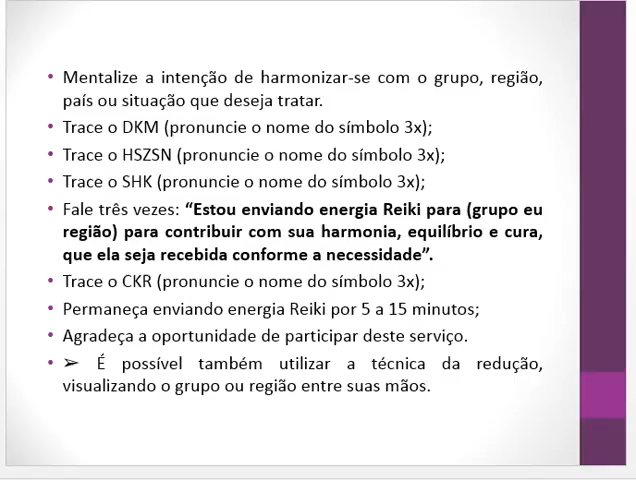 • Mentalize a intenção de harmonizar-se com o grupo, região,
país ou situação que deseja tratar.
• Trace o DKM (pronuncie o nome do símbolo 3x);
• Trace o HSZSN (pronuncie o nome do símbolo 3x);
• Trace o SHK (pronuncie o nome do símbolo 3x);
• Fale três vezes: “Estou enviando energia Reiki para (grupo eu
região) para contribuir com sua harmonia, equilíbrio e cura,
que ela seja recebida conforme a necessidade”.
• Trace o CKR (pronuncie o nome do símbolo 3x);
• Permaneça enviando energia Reiki por 5 a 15 minutos;
• Agradeça a oportunidade de participar deste serviço.
• ➢ É possível também utilizar a técnica da redução,
visualizando o grupo ou região entre suas mãos.